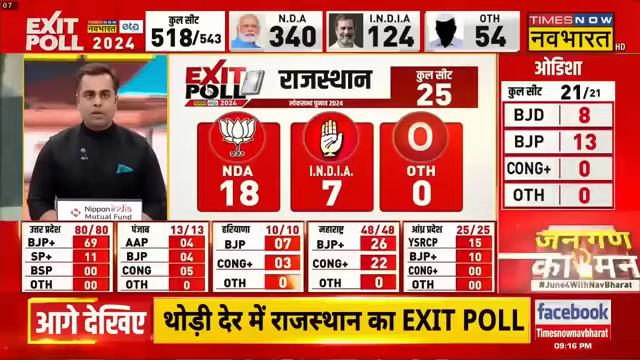 07
EXIT
POLL
नवभारत eta
2024
कुल सीट
518/543
N.D.A
340
I.N.D.I.A
124
OTH
54
TIMES NOW
नवभारत
HD
EXIT
POLL
2024
राजस्थान
लोकसभा चुनाव 2024
कुल सीट
25
NDA
18
I.N.D.I.A.
7
O
OTH
0
ओडिशा
कुल सीट 21/21
BJD 8
BJP 13
CONG+ 0
OTH 0
Nippon india
Mutual Fund
उत्तर प्रदेश 80/80
BJP+ 69
SP+ 11
BSP 00
OTH 00
पंजाब 13/13
AAP 04
BJP 04
CONG 05
OTH 0
हरियाणा 10/10
BJP 07
CONG+ 03
OTH 0
महाराष्ट्र 48/48
BJP+ 26
CONG+ 22
OTH 0
आंध्र प्रदेश 25/25
YSRCP 15
BJP+ 10
CONG 00
OTH 00
जनगण
का मन
#June4WithNavBharat
आगे देखिए
थोड़ी देर में राजस्थान का EXIT POLL
facebook
Timesnownavbharat
09:16 PM